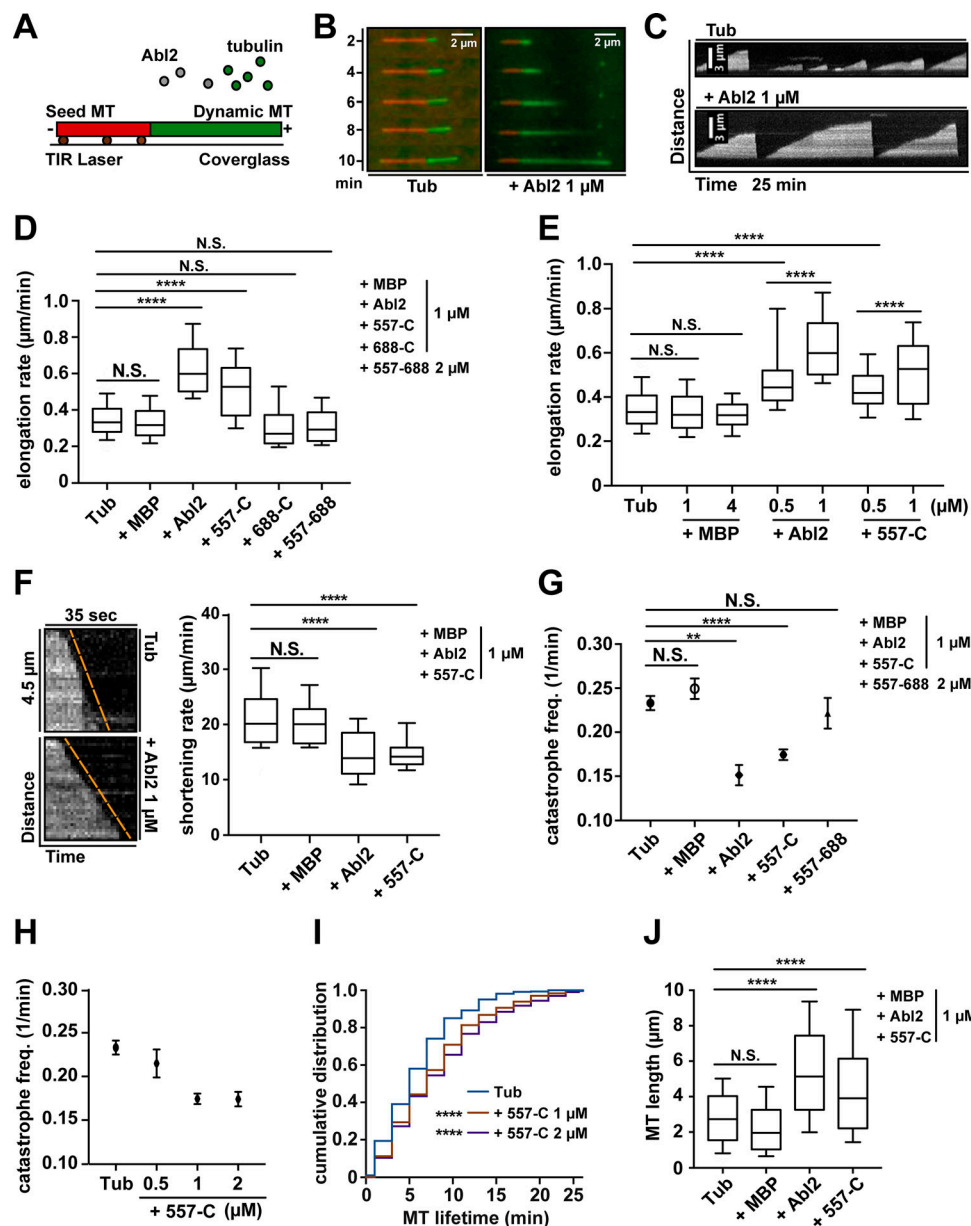 A
Abl2
tubulin
Seed MT
Dynamic MT
-
+
TIR Laser
Coverglass
B
2
4
6
8
10
min
2 µm
2 µm
Tub
+ Abl2 1 µM
C
Tub
3 µm
+ Abl2 1 µM
3 µm
Distance
Time 25 min
D
N.S.
N.S.
****
****
N.S.
+ MBP
+ Abl2
+ 557-C
+ 688-C
1 µM
+ 557-688 2 µM
elongation rate (µm/min)
1.0
0.8
0.6
0.4
0.2
0
Tub
+ MBP
+ Abl2
+ 557-C
+ 688-C
+ 557-688
E
****
****
****
****
N.S.
N.S.
elongation rate (µm/min)
1.0
0.8
0.6
0.4
0.2
0
Tub
1
4
0.5
1
0.5
1
(µM)
+ MBP
+ Abl2
+ 557-C
F
35 sec
4.5 µm
Tub
+ Abl2 1 µM
Distance
Time
****
****
N.S.
+ MBP
+ Abl2
+ 557-C
1 µM
shortening rate (µm/min)
40
30
20
10
0
Tub
+ MBP
+ Abl2
+ 557-C
G
N.S.
****
**
N.S.
+ MBP
+ Abl2
+ 557-C
1 µM
+ 557-688 2 µM
catastrophe freq. (1/min)
0.30
0.25
0.20
0.15
0.10
Tub
+ MBP
+ Abl2
+ 557-C
+ 557-688
H
catastrophe freq. (1/min)
0.30
0.25
0.20
0.15
0.10
Tub
0.5
1
2
+ 557-C (µM)
I
cumulative distribution
1.0
0.8
0.6
0.4
0.2
0
Tub
**** + 557-C 1 µM
**** + 557-C 2 µM
0
5
10
15
20
25
MT lifetime (min)
J
****
****
N.S.
+ MBP
+ Abl2
+ 557-C
1 µM
MT length (µm)
10
8
6
4
2
0
Tub
+ MBP
+ Abl2
+ 557-C